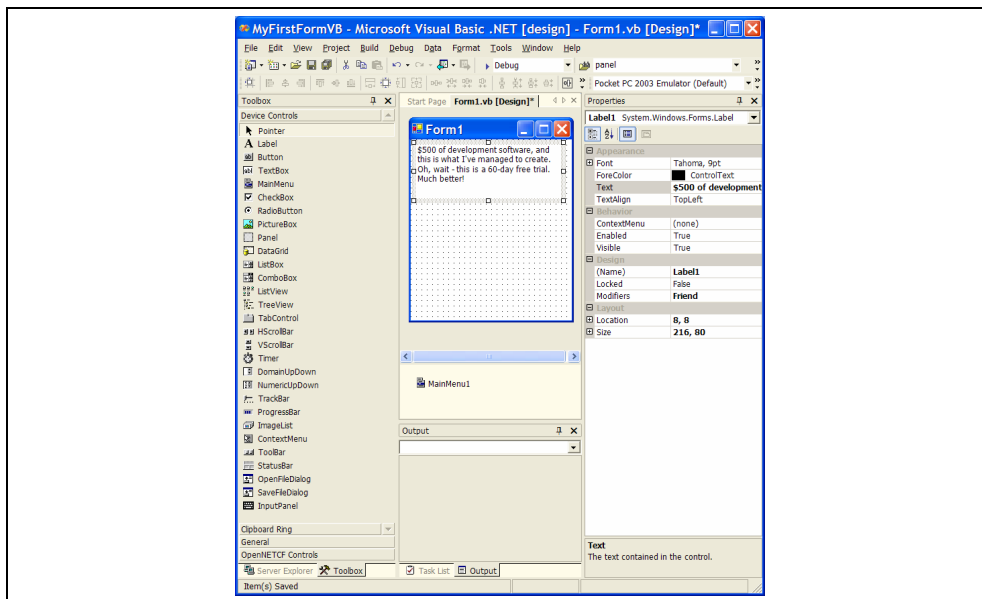 MyFirstFormVB - Microsoft Visual Basic .NET [design] - Form1.vb [Design]*
File Edit View Project Build Debug Data Format Tools Window Help
Debug panel
Pocket PC 2003 Emulator (Default)
Toolbox
Device Controls
Pointer
Label
Button
TextBox
MainMenu
CheckBox
RadioButton
PictureBox
Panel
DataGrid
ListBox
ComboBox
ListView
TreeView
TabControl
HScrollBar
VScrollBar
Timer
DomainUpDown
NumericUpDown
TrackBar
ProgressBar
ImageList
ContextMenu
ToolBar
StatusBar
OpenFileDialog
SaveFileDialog
InputPanel
Clipboard Ring
General
OpenNETCF Controls
Server Explorer Toolbox
Start Page Form1.vb [Design]*
Form1
$500 of development software, and
this is what I've managed to create.
Oh, wait - this is a 60-day free trial.
Much better!
MainMenu1
Output
Task List Output
Properties
Label1 System.Windows.Forms.Label
Appearance
Font Tahoma, 9pt
ForeColor ControlText
Text $500 of development
TextAlign TopLeft
Behavior
ContextMenu (none)
Enabled True
Visible True
Design
(Name) Label1
Locked False
Modifiers Friend
Layout
Location 8, 8
Size 216, 80
Text
The text contained in the control.
Item(s) Saved